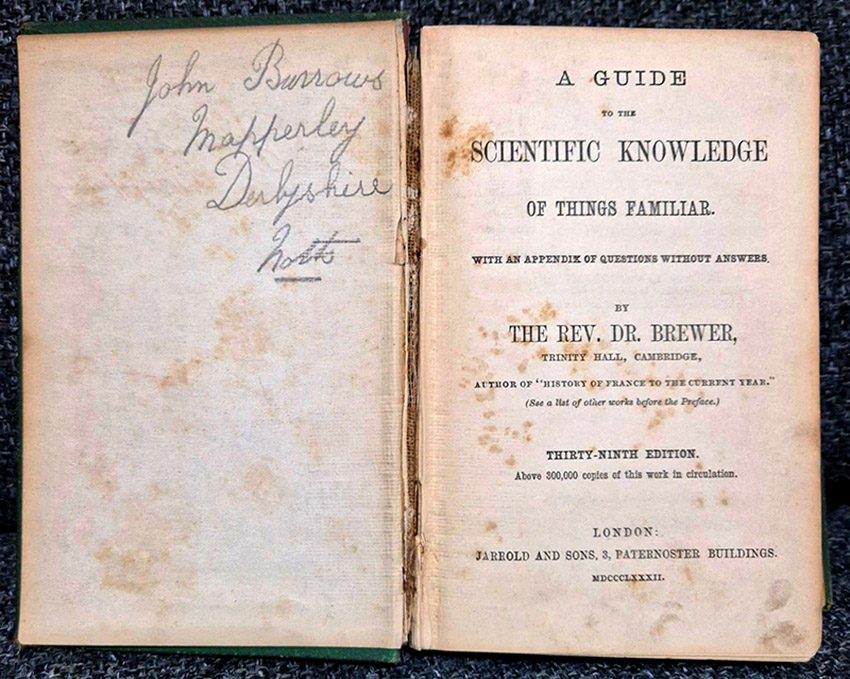 John Burrows
Mapperley
Derbyshire
North
A GUIDE
TO THE
SCIENTIFIC KNOWLEDGE
OF THINGS FAMILIAR.
WITH AN APPENDIX OF QUESTIONS WITHOUT ANSWERS.
BY
THE REV. DR. BREWER,
TRINITY HALL, CAMBRIDGE,
AUTHOR OF "HISTORY OF FRANCE TO THE CURRENT YEAR."
(See a list of other works before the Preface.)
THIRTY-NINTH EDITION.
Above 300,000 copies of this work in circulation.
LONDON:
JARROLD AND SONS, 3, PATERNOSTER BUILDINGS.
MDCCCLXXXII.